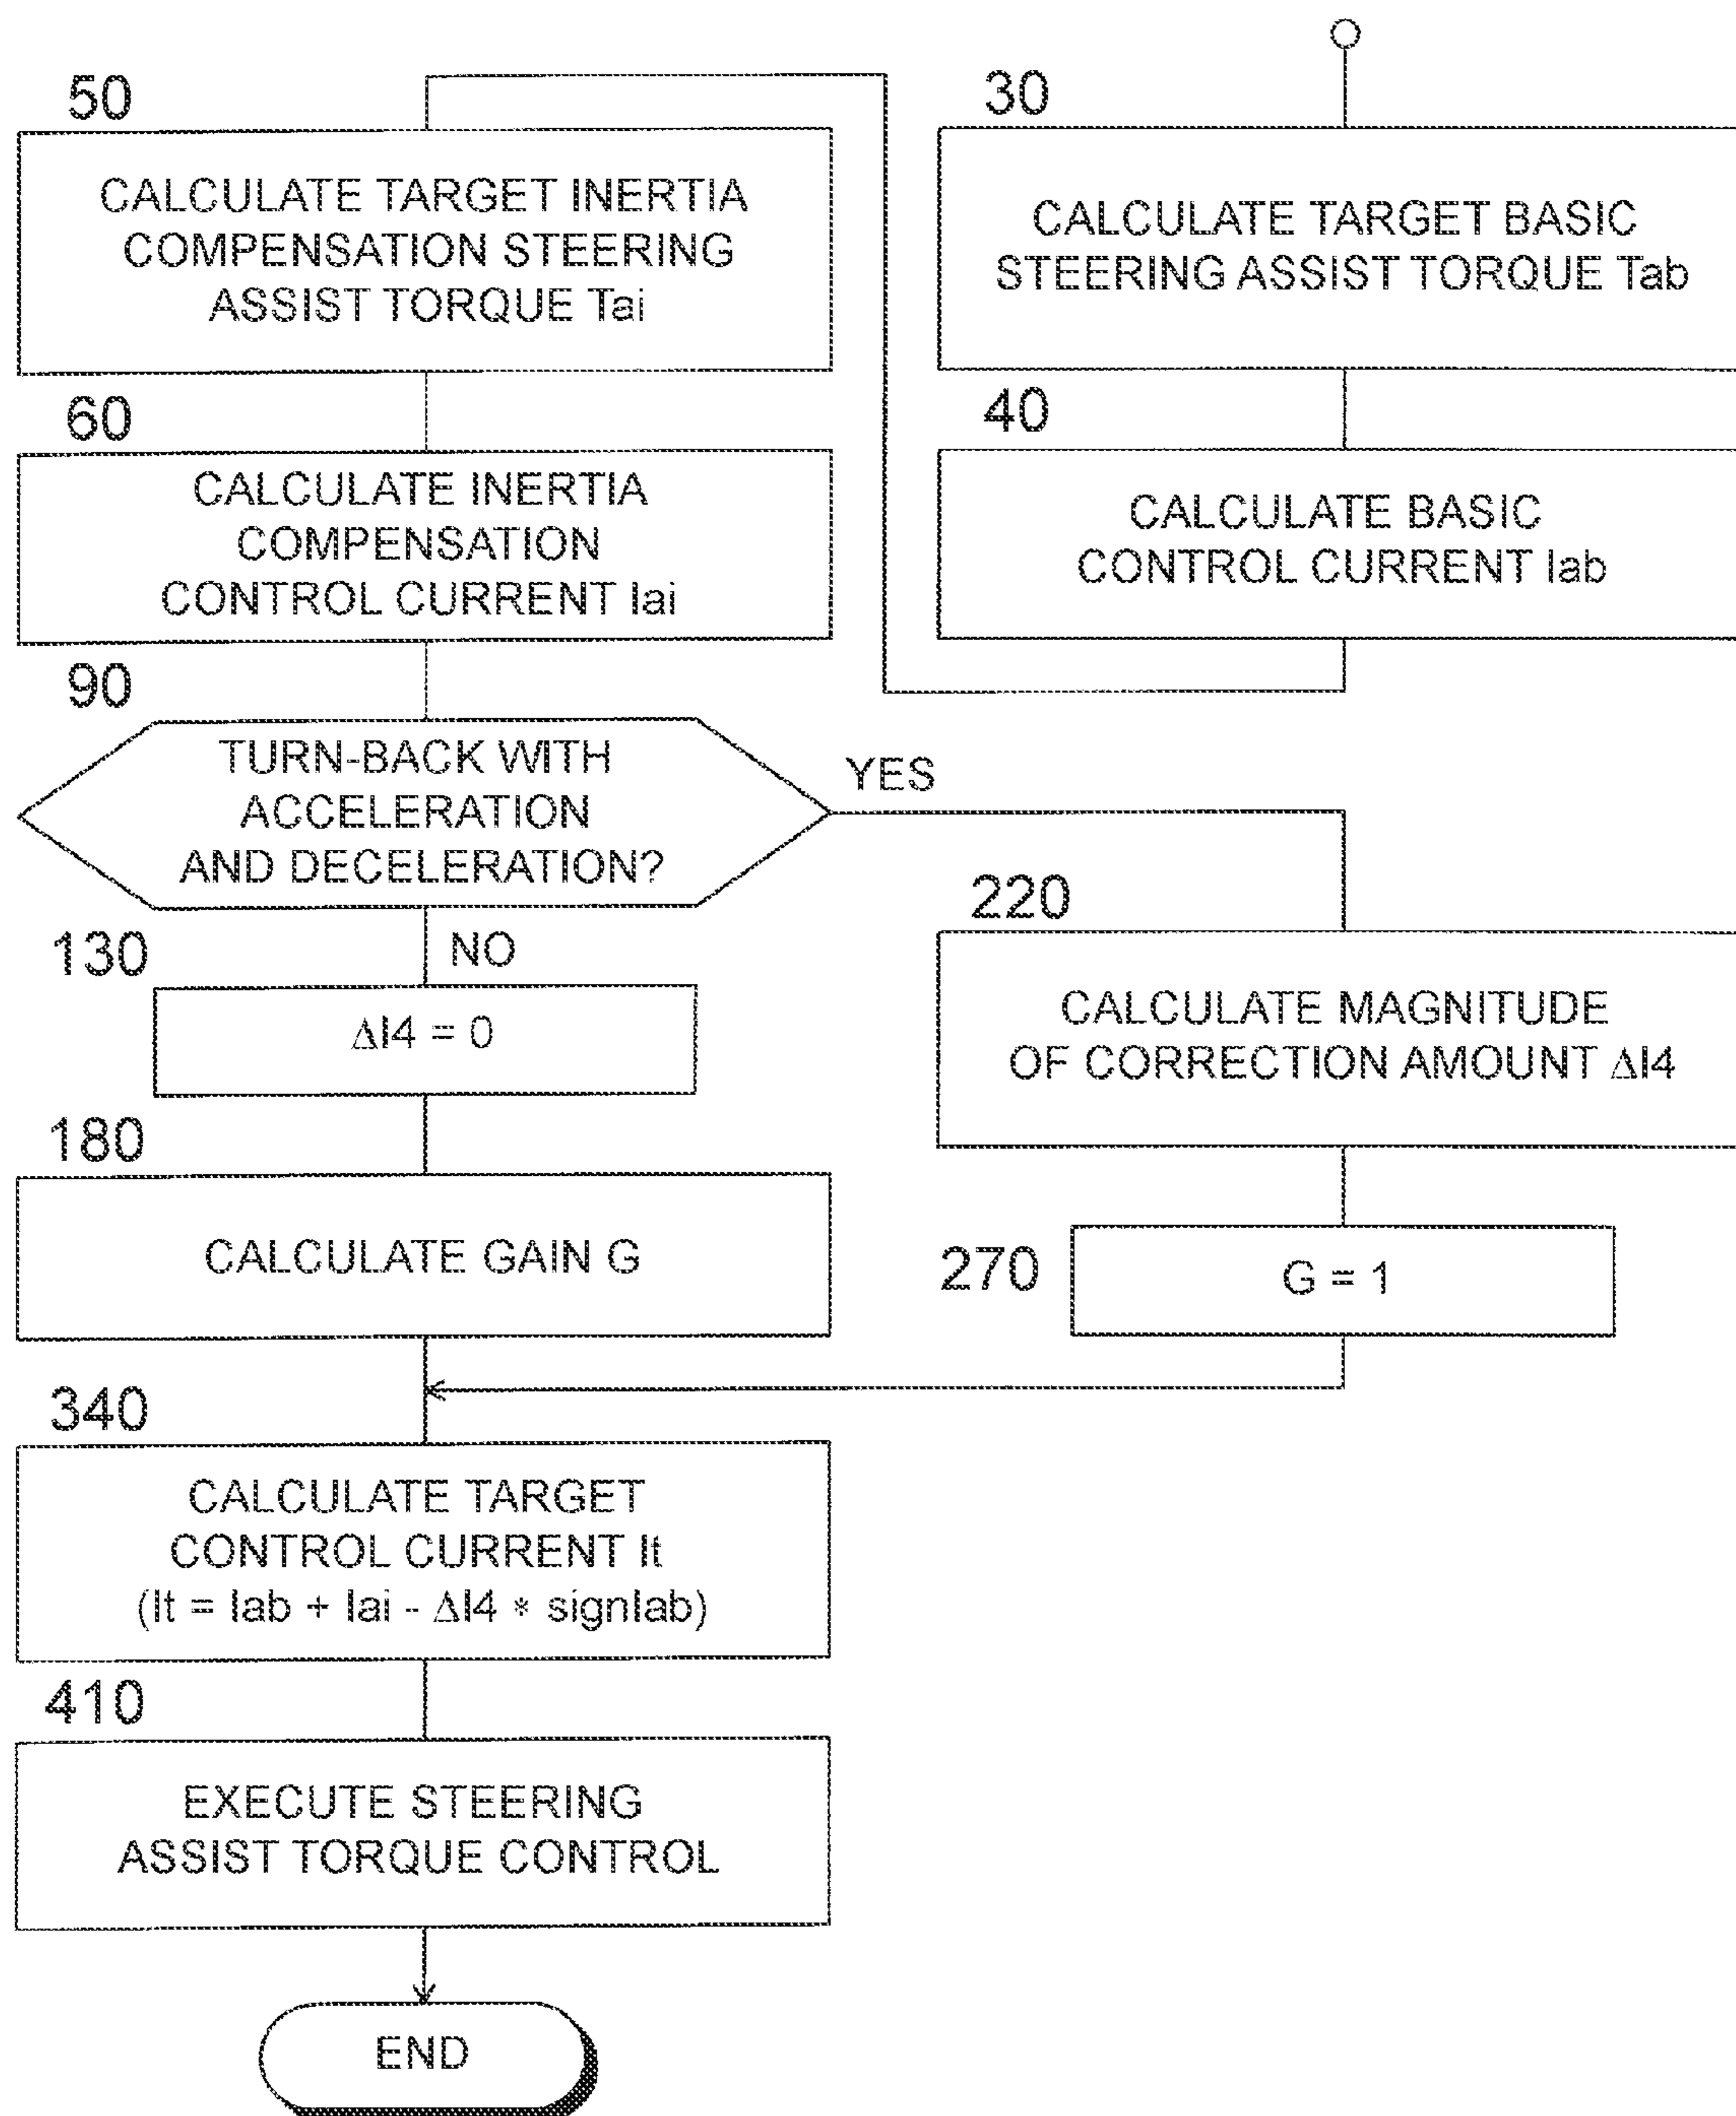 30
CALCULATE TARGET BASIC
STEERING ASSIST TORQUE Tab
40
CALCULATE BASIC
CONTROL CURRENT Iab
50
CALCULATE TARGET INERTIA
COMPENSATION STEERING
ASSIST TORQUE Tai
60
CALCULATE INERTIA
COMPENSATION
CONTROL CURRENT Iai
90
TURN-BACK WITH
ACCELERATION
AND DECELERATION?
YES
NO
130
ΔI4 = 0
180
CALCULATE GAIN G
220
CALCULATE MAGNITUDE
OF CORRECTION AMOUNT ΔI4
270
G = 1
340
CALCULATE TARGET
CONTROL CURRENT It
(It = Iab + Iai - ΔI4 * signIab)
410
EXECUTE STEERING
ASSIST TORQUE CONTROL
END